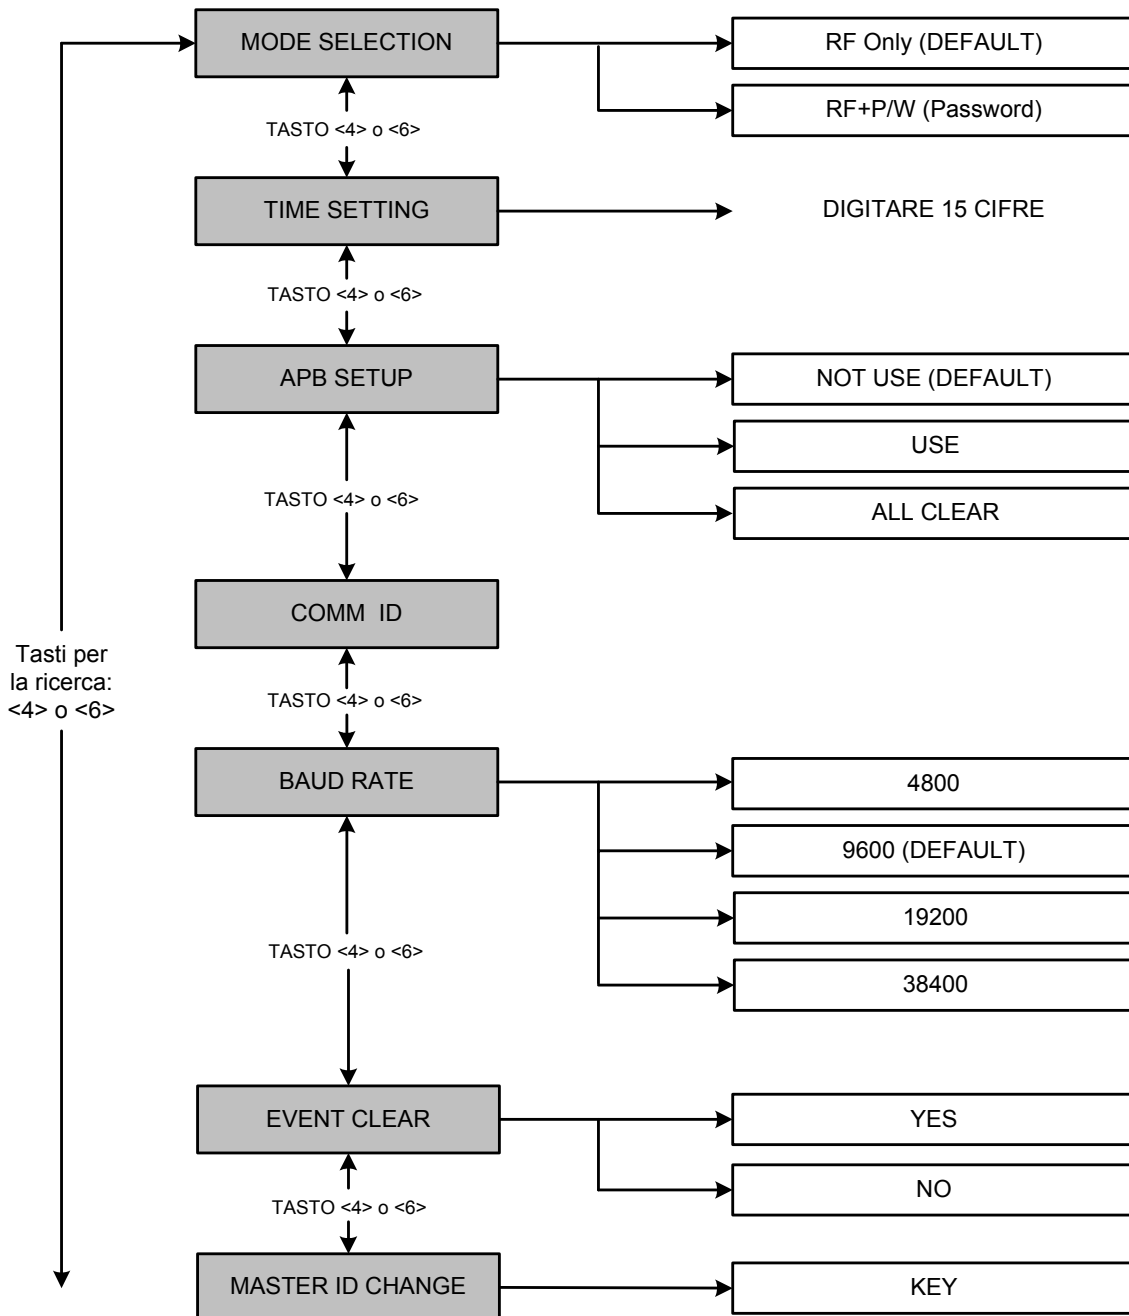 MODE SELECTION
RF Only (DEFAULT)
RF+P/W (Password)
TASTO <4> o <6>
TIME SETTING
DIGITARE 15 CIFRE
TASTO <4> o <6>
APB SETUP
NOT USE (DEFAULT)
USE
ALL CLEAR
TASTO <4> o <6>
COMM ID
Tasti per
la ricerca:
<4> o <6>
TASTO <4> o <6>
BAUD RATE
4800
9600 (DEFAULT)
19200
38400
TASTO <4> o <6>
EVENT CLEAR
YES
NO
TASTO <4> o <6>
MASTER ID CHANGE
KEY